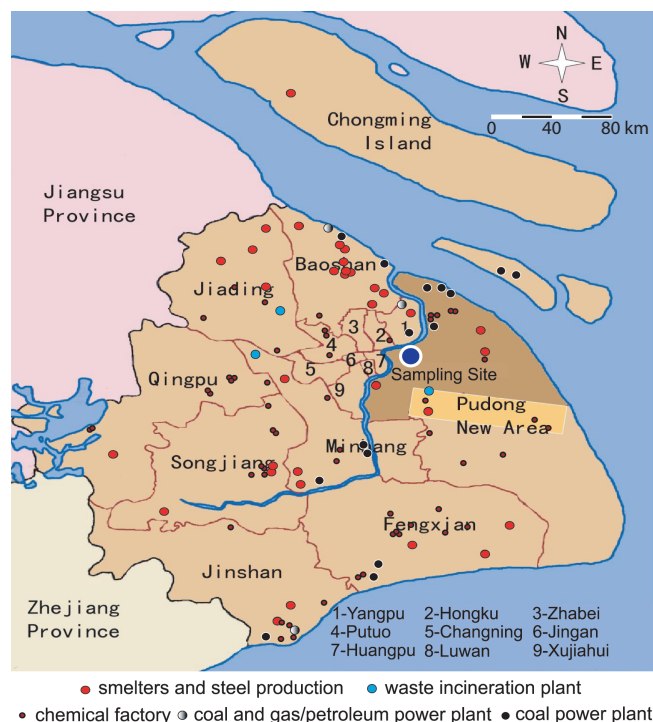 N
W E
S
0 40 80 km
Chongming
Island
Jiangsu
Province
Baoshan
Jiading
3
1
2
4
7
6
5
8
Sampling Site
Qingpu
9
Pudong
New Area
Minhang
Songjiang
Fengxian
Jinshan
Zhejiang
Province
1-Yangpu 2-Hongku 3-Zhabei
4-Putuo 5-Changning 6-Jingan
7-Huangpu 8-Luwan 9-Xujiahui
smelters and steel production waste incineration plant
chemical factory coal and gas/petroleum power plant coal power plant